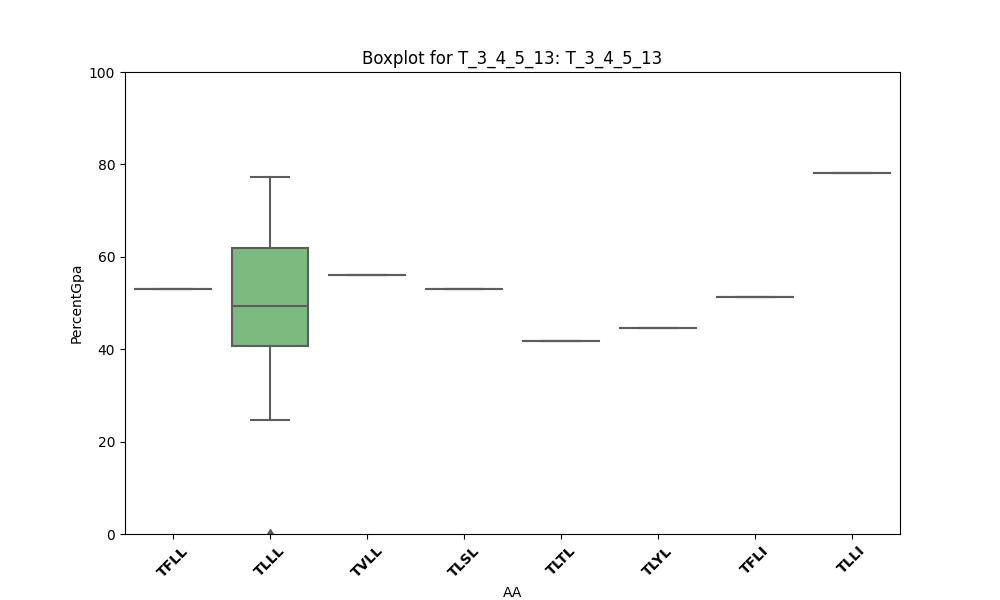 Boxplot for T_3_4_5_13: T_3_4_5_13
100
80
60
40
20
0
PercentGpa
TFLL
TLLL
TVLL
TLSL
TLTL
TLYL
TFLI
TLLI
AA